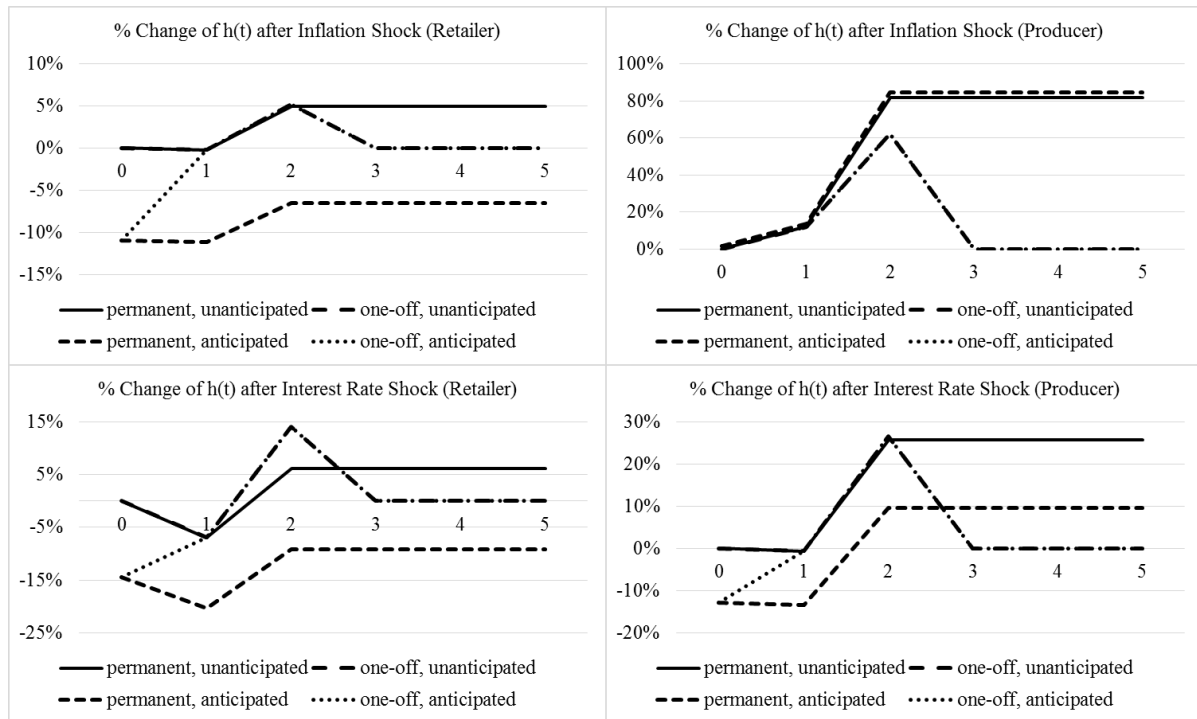 % Change of h(t) after Inflation Shock (Retailer)
10%
5%
0%
0 1 2 3 4 5
-5%
-10%
-15%
permanent, unanticipated one-off, unanticipated
permanent, anticipated one-off, anticipated
% Change of h(t) after Inflation Shock (Producer)
100%
80%
60%
40%
20%
0%
0 1 2 3 4 5
permanent, unanticipated one-off, unanticipated
permanent, anticipated one-off, anticipated
% Change of h(t) after Interest Rate Shock (Retailer)
15%
5%
0 1 2 3 4 5
-5%
-15%
-25%
permanent, unanticipated one-off, unanticipated
permanent, anticipated one-off, anticipated
% Change of h(t) after Interest Rate Shock (Producer)
30%
20%
10%
0%
0 1 2 3 4 5
-10%
-20%
permanent, unanticipated one-off, unanticipated
permanent, anticipated one-off, anticipated